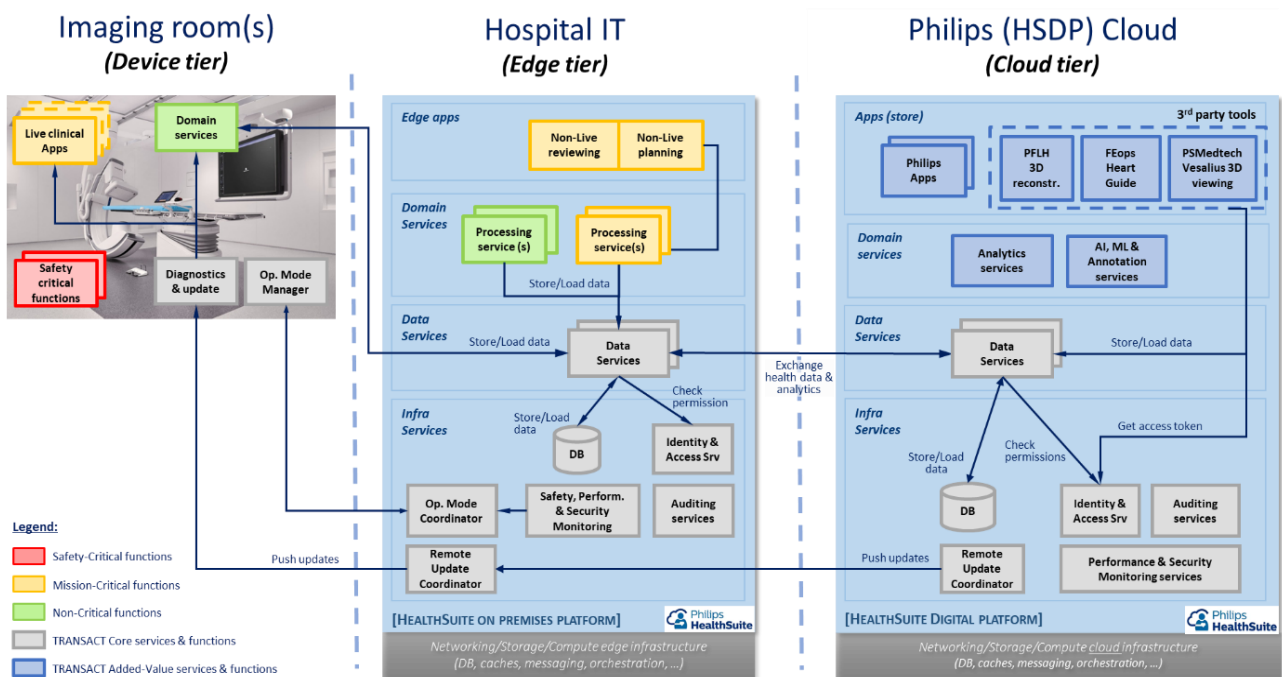 Imaging room(s)
(Device tier)
Hospital IT
(Edge tier)
Philips (HSDP) Cloud
(Cloud tier)
Live clinical
Apps
Domain
services
Safety
critical
functions
Diagnostics
& update
Op. Mode
Manager
Edge apps
Non-Live
reviewing
Non-Live
planning
Domain
Services
Processing
service (s)
Processing
service(s)
Store/Load data
Data
Services
Store/Load data
Data
Services
Check
permission
Infra
Services
Store/Load
data
DB
Identity &
Access Srv
Op. Mode
Coordinator
Safety, Perform.
& Security
Monitoring
Auditing
services
Push updates
Remote
Update
Coordinator
[HEALTHSUITE ON PREMISES PLATFORM]
Philips
HealthSuite
Networking/Storage/Compute edge infrastructure
(DB, caches, messaging, orchestration, ...)
Exchange
health data &
analytics
Apps (store)
3rd party tools
Philips
Apps
PFLH
3D
reconstr.
FEops
Heart
Guide
PSMedtech
Vesalius 3D
viewing
Domain
services
Analytics
services
AI, ML &
Annotation
services
Data
Services
Data
Services
Store/Load data
Infra
Services
Get access token
Store/Load
data
Check
permissions
DB
Identity &
Access Srv
Auditing
services
Push updates
Remote
Update
Coordinator
Performance & Security
Monitoring services
[HEALTHSUITE DIGITAL PLATFORM]
Philips
HealthSuite
Networking/Storage/Compute cloud infrastructure
(DB, caches, messaging, orchestration, ...)
Legend:
Safety-Critical functions
Mission-Critical functions
Non-Critical functions
TRANSACT Core services & functions
TRANSACT Added-Value services & functions